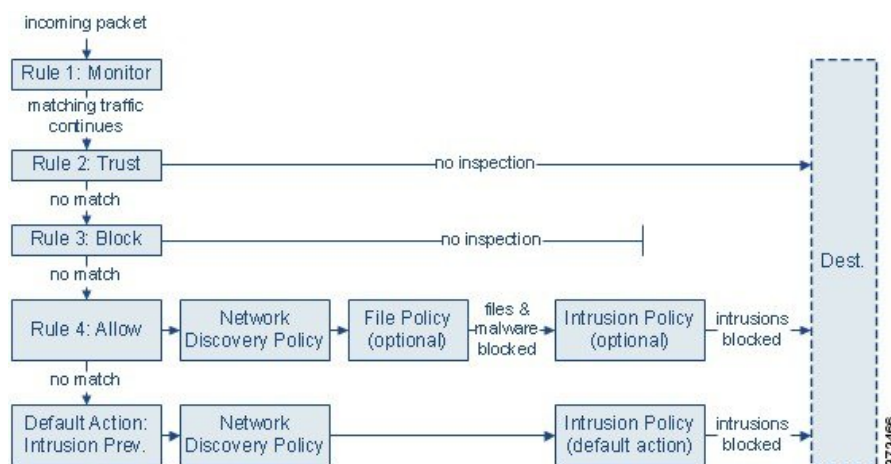 incoming packet
Rule 1: Monitor
matching traffic
continues
Rule 2: Trust
no inspection
no match
Rule 3: Block
no inspection
no match
Dest.
Rule 4: Allow
Network
Discovery Policy
File Policy
(optional)
files &
malware
blocked
Intrusion Policy
(optional)
intrusions
blocked
no match
Default Action:
Intrusion Prev.
Network
Discovery Policy
Intrusion Policy
(default action)
intrusions
blocked